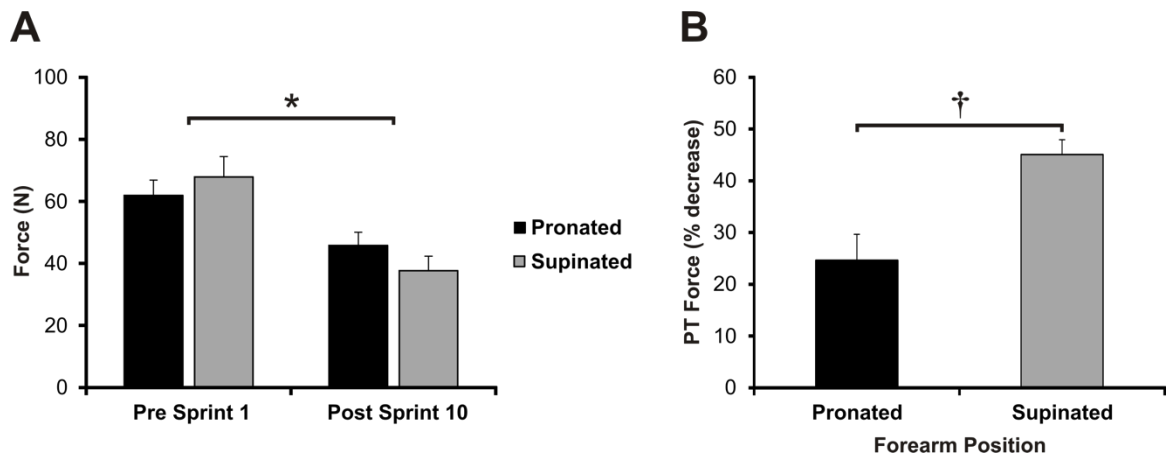 A
100
80
60
40
20
0
Force (N)
*
Pre Sprint 1
Post Sprint 10
Pronated
Supinated
B
60
50
40
30
20
10
0
PT Force (% decrease)
†
Pronated
Supinated
Forearm Position